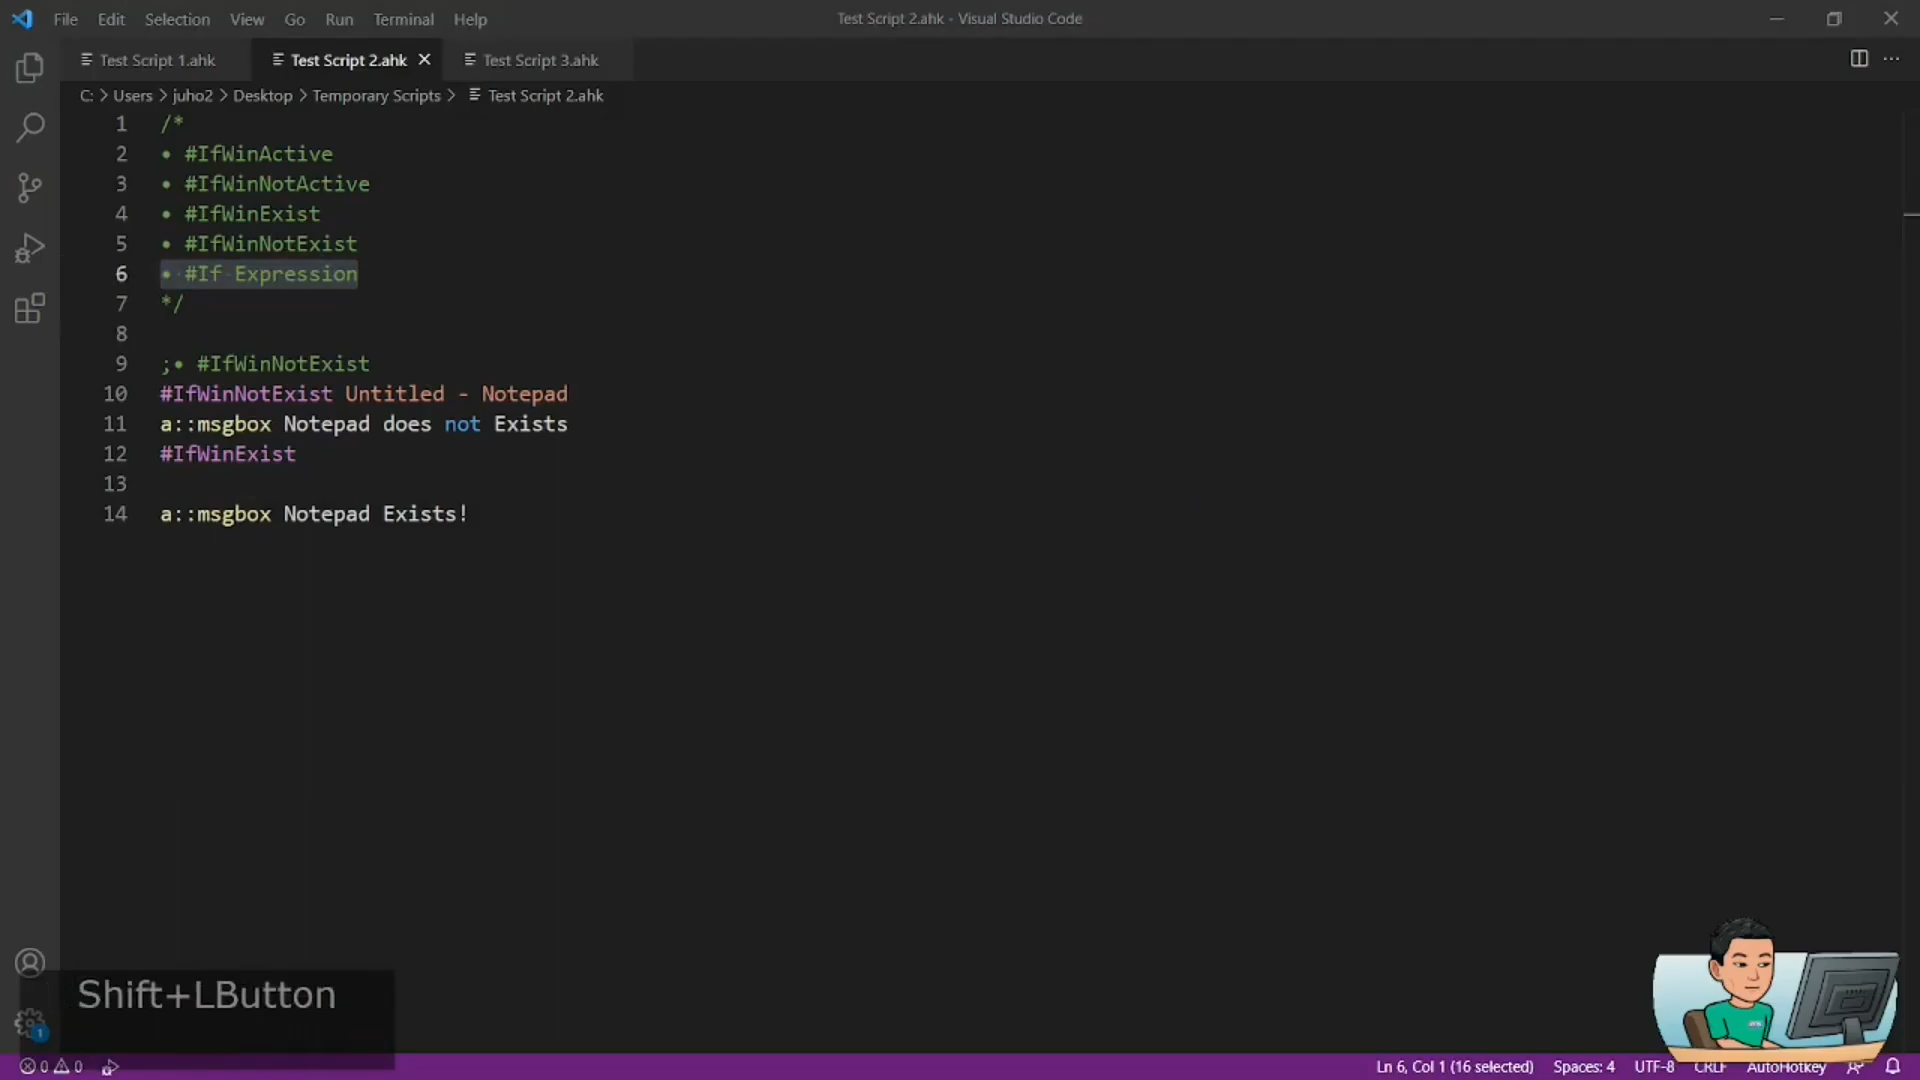 File Edit Selection View Go Run Terminal Help
Test Script 2.ahk - Visual Studio Code
Test Script 1.ahk
Test Script 2.ahk
Test Script 3.ahk
C: > Users > juho2 > Desktop > Temporary Scripts > Test Script 2.ahk
1 /*
2 • #IfWinActive
3 • #IfWinNotActive
4 • #IfWinExist
5 • #IfWinNotExist
6 • #If Expression
7 */
8
9 ;• #IfWinNotExist
10 #IfWinNotExist Untitled - Notepad
11 a::msgbox Notepad does not Exists
12 #IfWinExist
13
14 a::msgbox Notepad Exists!
Shift+LButton
1
0 0
Ln 6, Col 1 (16 selected) Spaces: 4 UTF-8 CRLF AutoHotkey